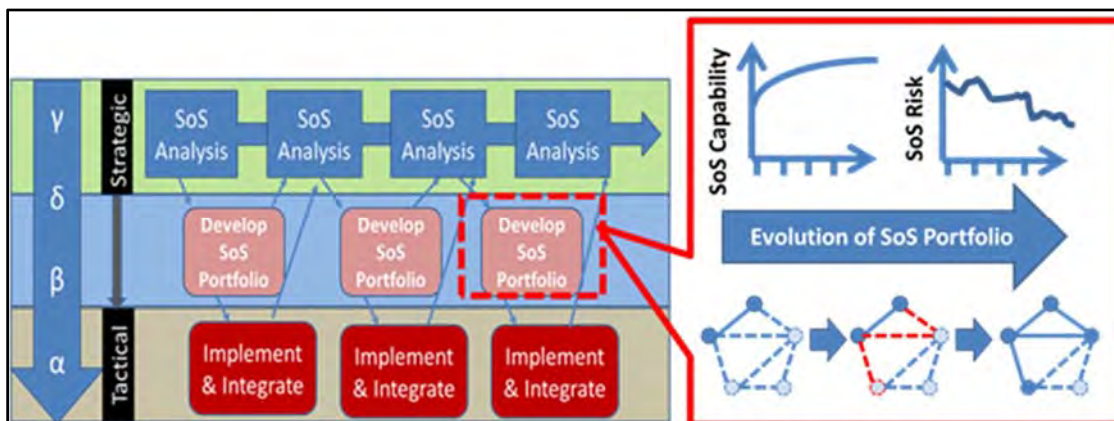 γ
δ
β
α
Strategic
Tactical
SoS
Analysis
SoS
Analysis
SoS
Analysis
SoS
Analysis
Develop
SoS
Portfolio
Develop
SoS
Portfolio
Develop
SoS
Portfolio
Implement
& Integrate
Implement
& Integrate
Implement
& Integrate
SoS Capability
SoS Risk
Evolution of SoS Portfolio